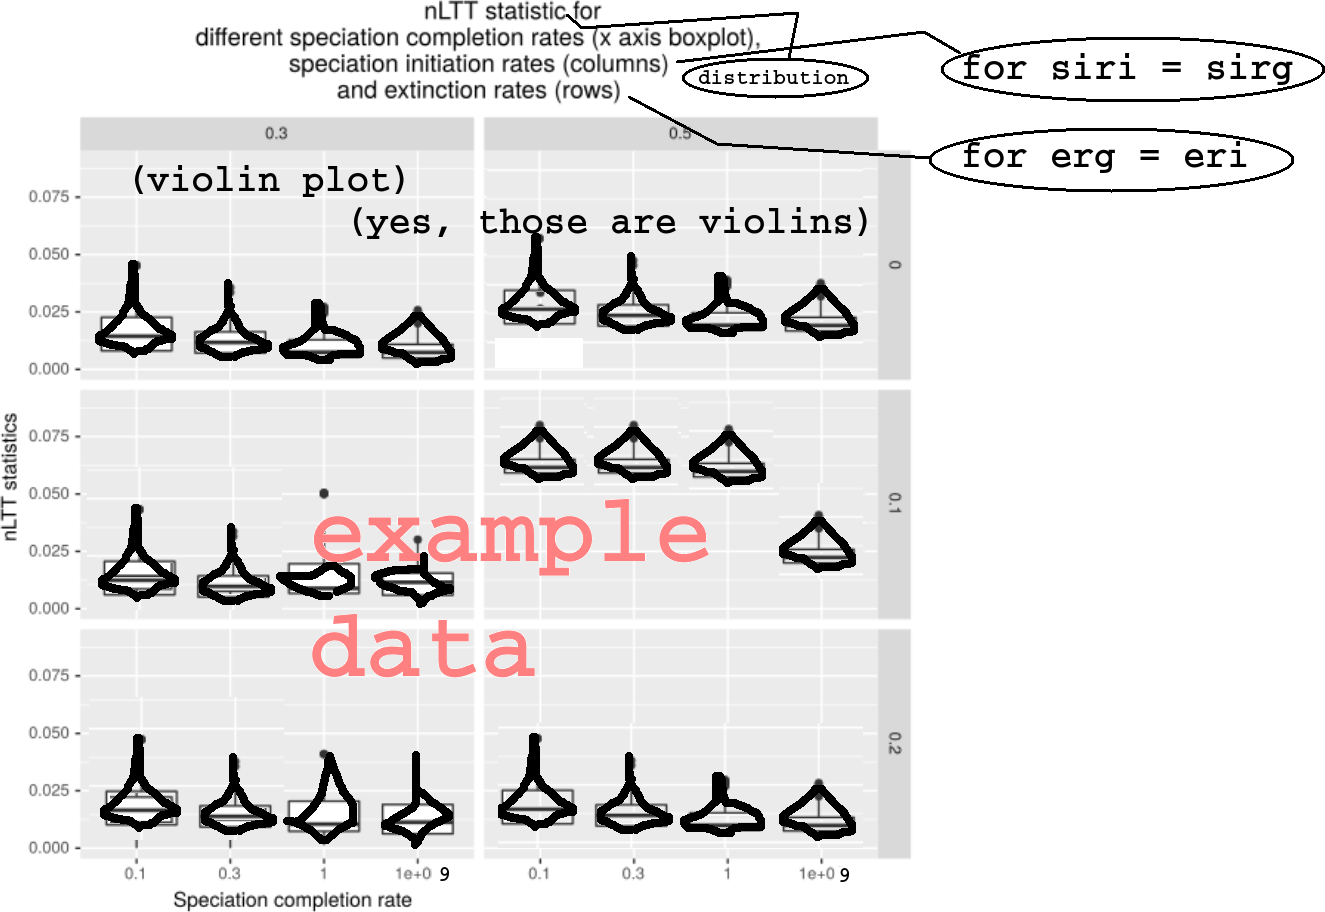 nLTT statistic for
different speciation completion rates (x axis boxplot),
speciation initiation rates (columns)
and extinction rates (rows)
distribution
for siri = sirg
for erg = eri
0.3
0.5
(violin plot)
(yes, those are violins)
0.075
0.050
0.025
0.000
0
nLTT statistics
0.075
0.050
0.025
0.000
0.1
example
data
0.075
0.050
0.025
0.000
0.2
0.1 0.3 1 1e+0 9 0.1 0.3 1 1e+0 9
Speciation completion rate